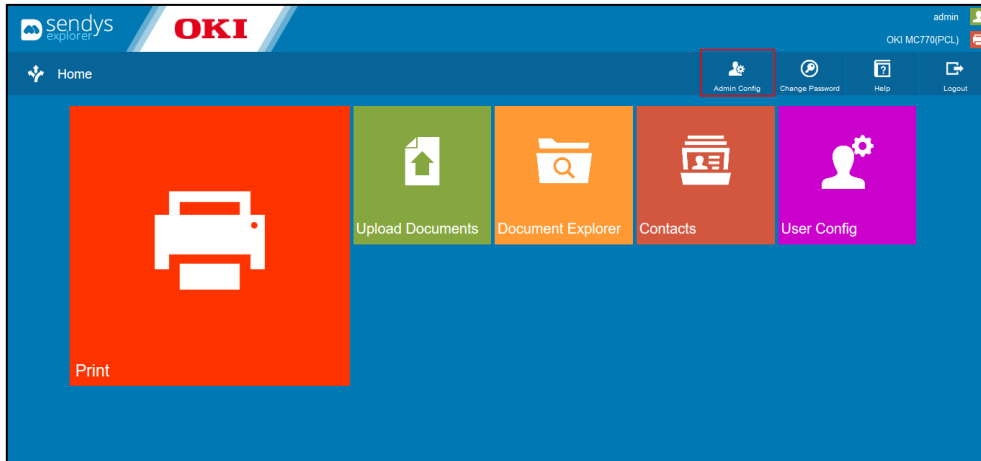 sendys
explorer
OKI
admin
OKI MC770(PCL)
Home
Admin Config
Change Password
?
Help
Logout
Upload Documents
Document Explorer
Contacts
User Config
Print